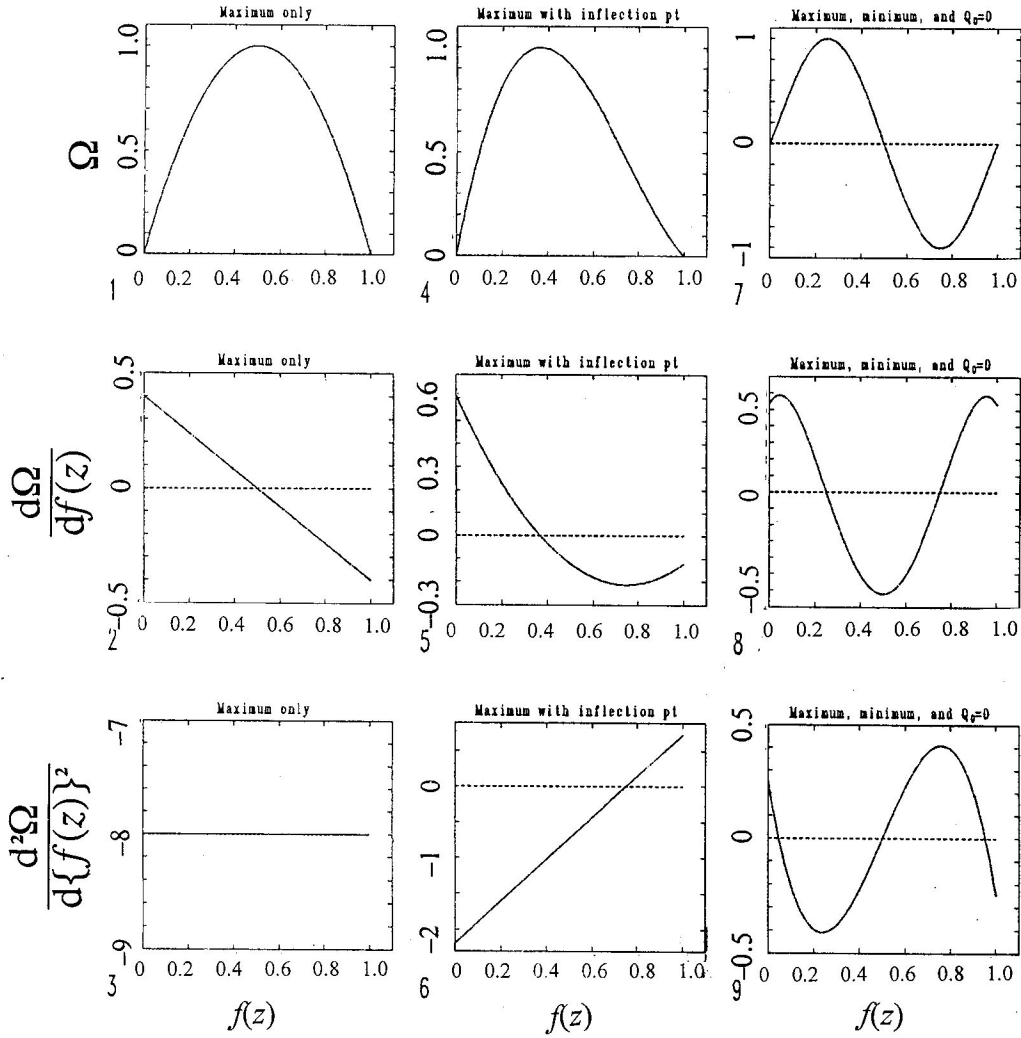 Maximum only
Maximum with inflection pt
Maximum, minimum, and Q₀=0
Ω
1.0
0.5
0
0 0.2 0.4 0.6 0.8 1.0
1
1.0
0.5
0
0 0.2 0.4 0.6 0.8 1.0
4
1
0
−1
0 0.2 0.4 0.6 0.8 1.0
7
Maximum only
Maximum with inflection pt
Maximum, minimum, and Q₀=0
dΩ
df(z)
0.5
0
−0.5
0 0.2 0.4 0.6 0.8 1.0
2
0.6
0.3
0
−0.3
0 0.2 0.4 0.6 0.8 1.0
5
0.5
0
−0.5
0 0.2 0.4 0.6 0.8 1.0
8
Maximum only
Maximum with inflection pt
Maximum, minimum, and Q₀=0
d²Ω
d{f(z)}²
−7
−8
−9
0 0.2 0.4 0.6 0.8 1.0
3
0
−1
−2
0 0.2 0.4 0.6 0.8 1.0
6
0.5
0
−0.5
0 0.2 0.4 0.6 0.8 1.0
9
f(z)
f(z)
f(z)